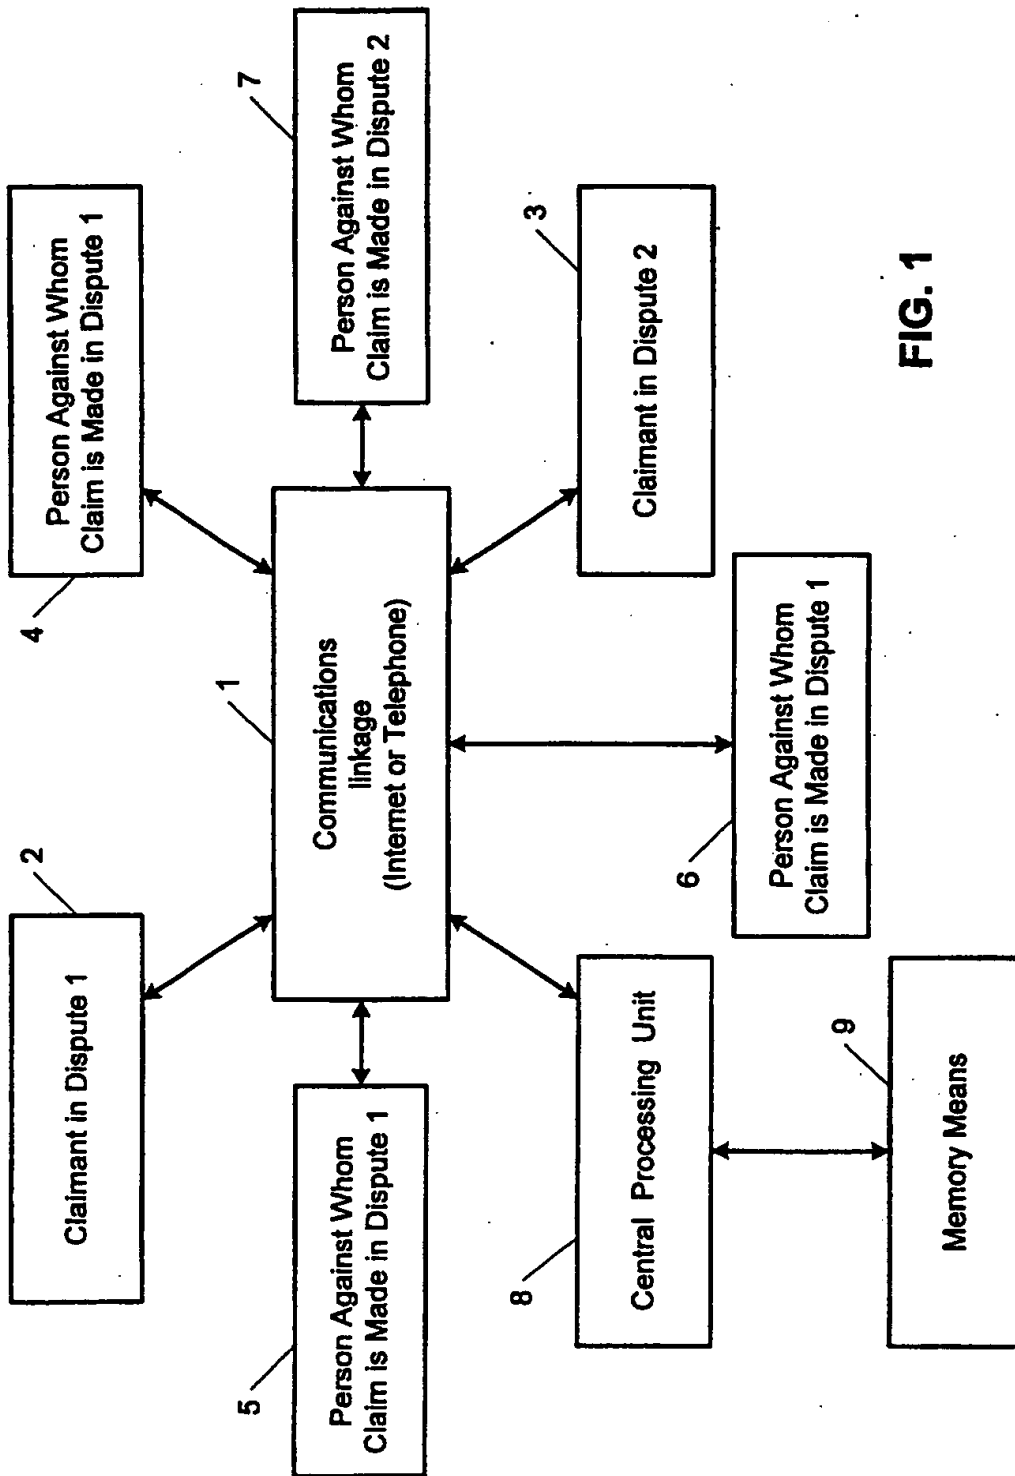 2
Claimant in Dispute 1
4
Person Against Whom
Claim is Made in Dispute 1
5
Person Against Whom
Claim is Made in Dispute 1
1
Communications
linkage
(Internet or Telephone)
7
Person Against Whom
Claim is Made in Dispute 2
8
Central Processing Unit
6
Person Against Whom
Claim is Made in Dispute 1
3
Claimant in Dispute 2
9
Memory Means
FIG. 1